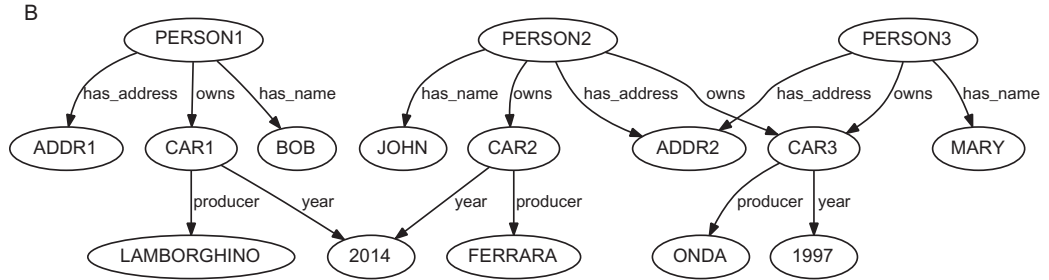 B
PERSON1 PERSON2 PERSON3
has_address owns has_name has_name owns has_address owns has_address owns has_name
ADDR1 CAR1 BOB JOHN CAR2 ADDR2 CAR3 MARY
producer year year producer producer year
LAMBORGHINO 2014 FERRARA ONDA 1997